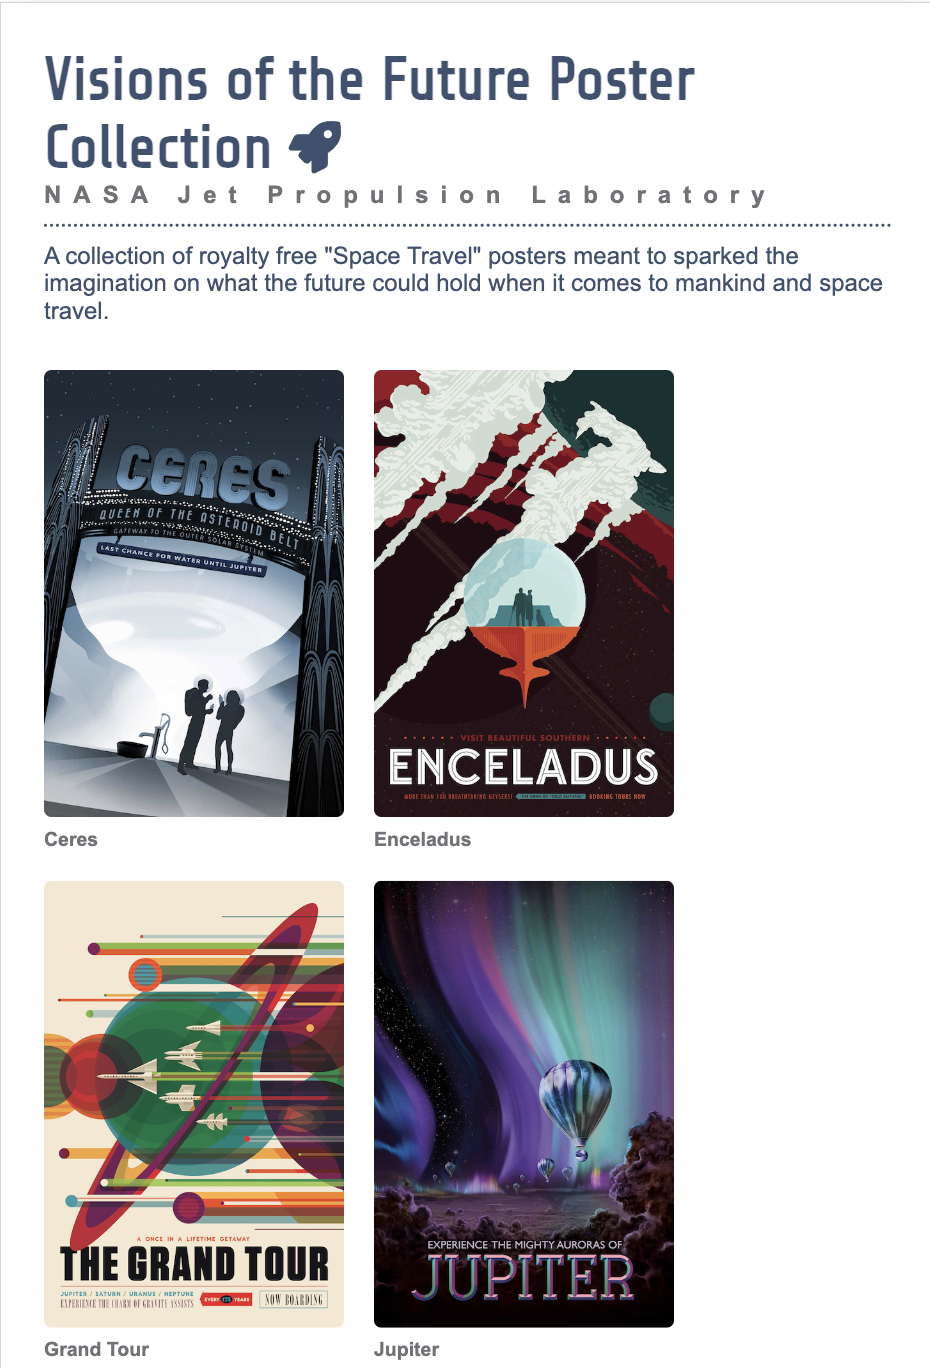 Visions of the Future Poster
Collection
NASA Jet Propulsion Laboratory
A collection of royalty free "Space Travel" posters meant to sparked the
imagination on what the future could hold when it comes to mankind and space
travel.
CERES
QUEEN OF THE ASTEROID BELT
GATEWAY TO THE OUTER SOLAR SYSTEM
LAST CHANCE FOR WATER UNTIL JUPITER
Ceres
VISIT BEAUTIFUL SOUTHERN
ENCELADUS
MORE THAN 100 BREATHTAKING GEYSERS! BOOKING TOURS NOW
Enceladus
A ONCE IN A LIFETIME GETAWAY
THE GRAND TOUR
JUPITER / SATURN / URANUS / NEPTUNE
EXPERIENCE THE CHARM OF GRAVITY ASSISTS
EVERY 175 YEARS
NOW BOARDING
Grand Tour
EXPERIENCE THE MIGHTY AURORAS OF
JUPITER
Jupiter